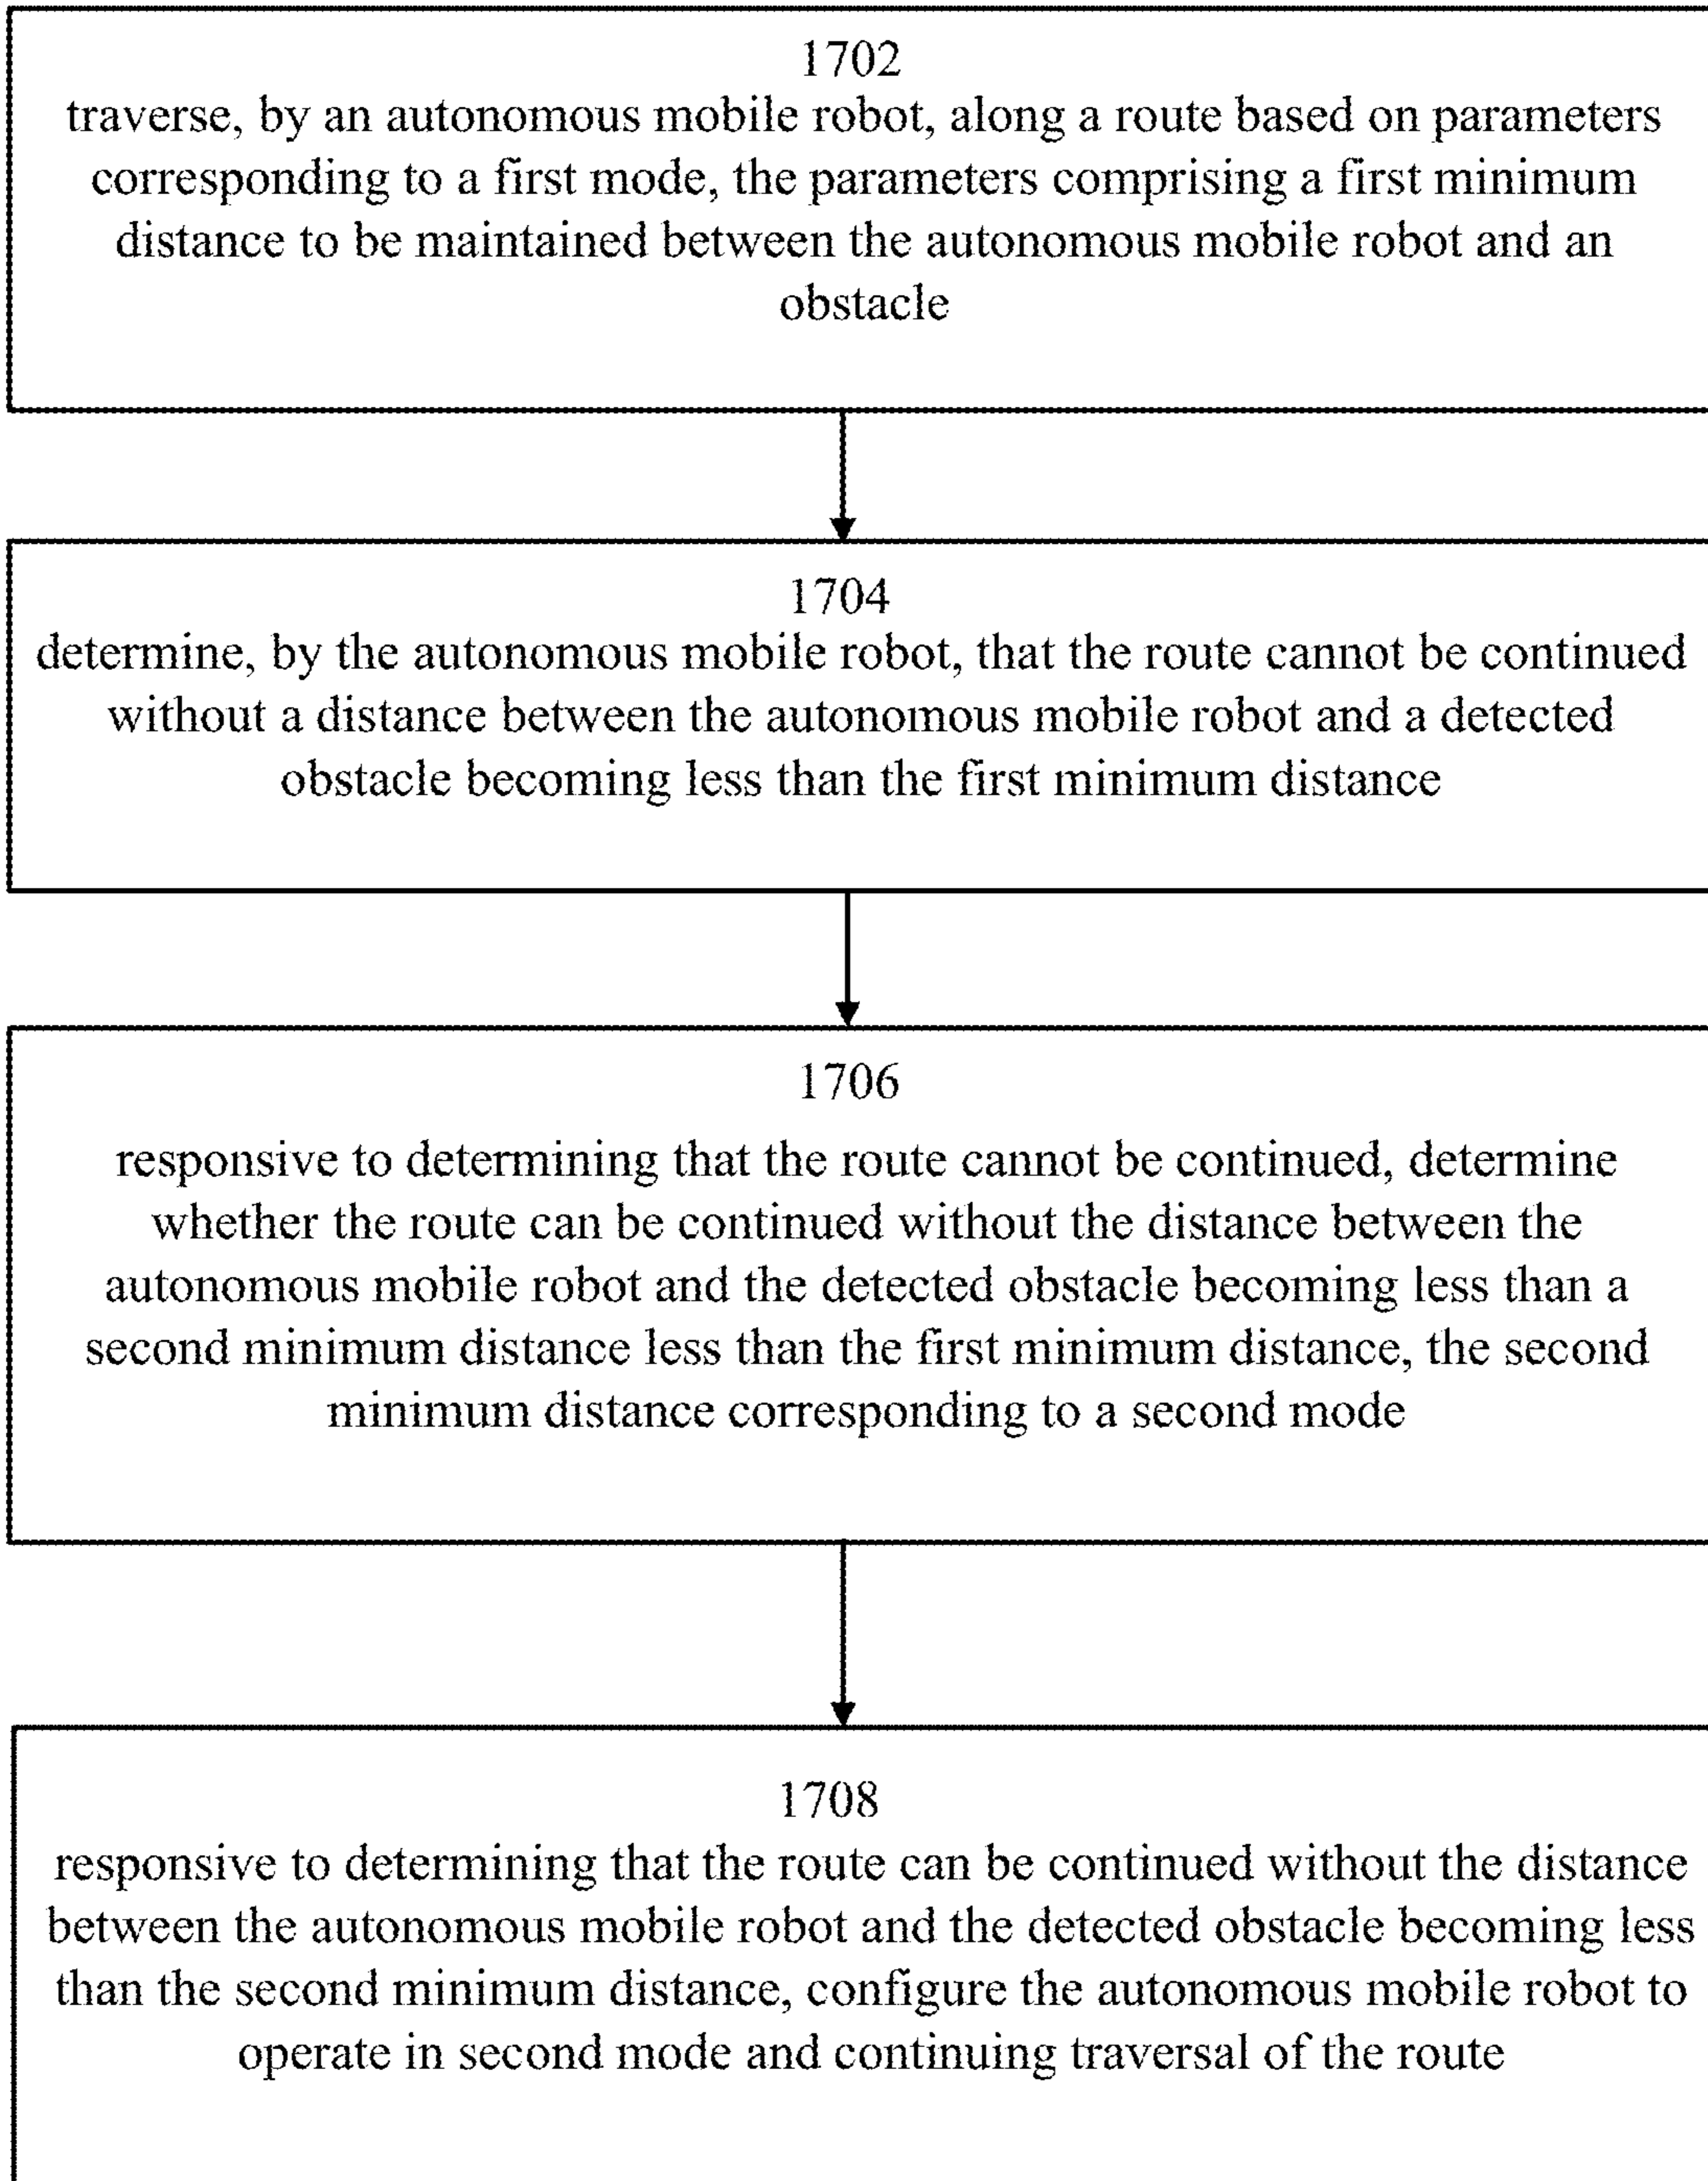 1702
traverse, by an autonomous mobile robot, along a route based on parameters
corresponding to a first mode, the parameters comprising a first minimum
distance to be maintained between the autonomous mobile robot and an
obstacle
1704
determine, by the autonomous mobile robot, that the route cannot be continued
without a distance between the autonomous mobile robot and a detected
obstacle becoming less than the first minimum distance
1706
responsive to determining that the route cannot be continued, determine
whether the route can be continued without the distance between the
autonomous mobile robot and the detected obstacle becoming less than a
second minimum distance less than the first minimum distance, the second
minimum distance corresponding to a second mode
1708
responsive to determining that the route can be continued without the distance
between the autonomous mobile robot and the detected obstacle becoming less
than the second minimum distance, configure the autonomous mobile robot to
operate in second mode and continuing traversal of the route